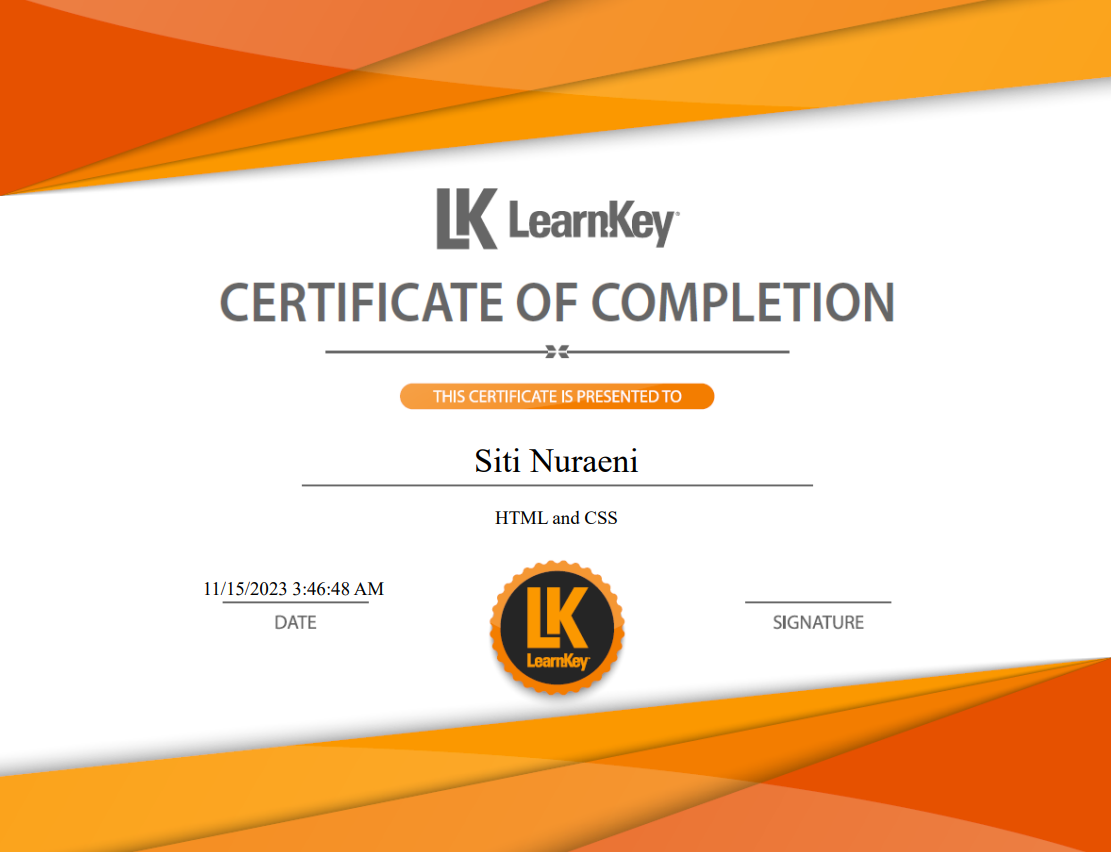 LK LearnKey
CERTIFICATE OF COMPLETION
THIS CERTIFICATE IS PRESENTED TO
Siti Nuraeni
HTML and CSS
11/15/2023 3:46:48 AM
DATE
LK
LearnKey
SIGNATURE